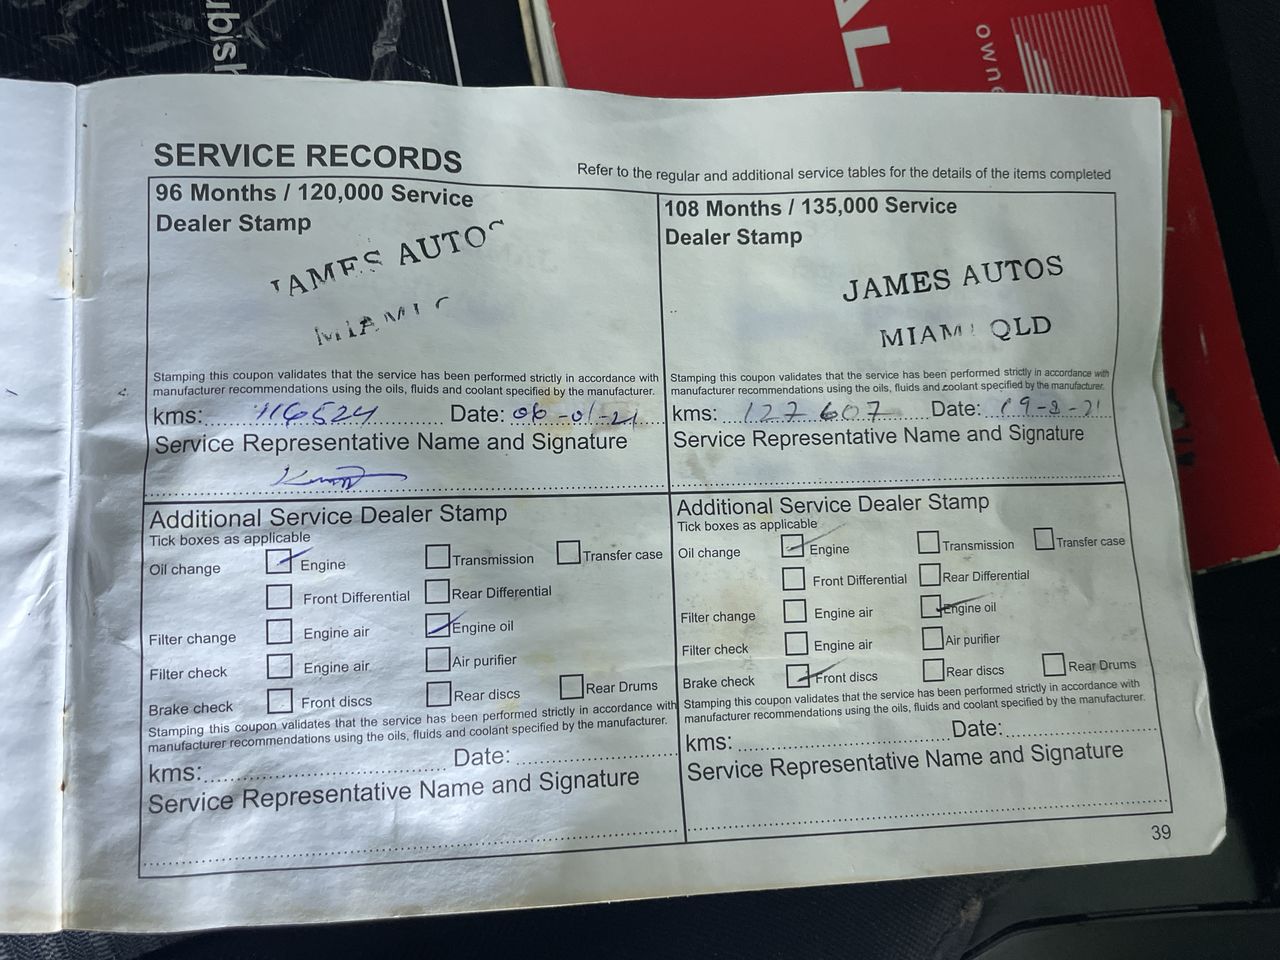 urbish
AL
owne
SERVICE RECORDS
Refer to the regular and additional service tables for the details of the items completed
96 Months / 120,000 Service
Dealer Stamp
JAMES AUTOS
MIAMI
Stamping this coupon validates that the service has been performed strictly in accordance with
manufacturer recommendations using the oils, fluids and coolant specified by the manufacturer.
kms: 116524 Date: 06-01-21
Service Representative Name and Signature
Additional Service Dealer Stamp
Tick boxes as applicable
Oil change Engine Transmission Transfer case
Front Differential Rear Differential
Filter change Engine air Engine oil
Filter check Engine air Air purifier
Brake check Front discs Rear discs Rear Drums
Stamping this coupon validates that the service has been performed strictly in accordance with
manufacturer recommendations using the oils, fluids and coolant specified by the manufacturer.
kms: Date:
Service Representative Name and Signature
108 Months / 135,000 Service
Dealer Stamp
JAMES AUTOS
MIAMI QLD
Stamping this coupon validates that the service has been performed strictly in accordance with
manufacturer recommendations using the oils, fluids and coolant specified by the manufacturer.
kms: 127607 Date: 19-8-21
Service Representative Name and Signature
Additional Service Dealer Stamp
Tick boxes as applicable
Oil change Engine Transmission Transfer case
Front Differential Rear Differential
Filter change Engine air Engine oil
Filter check Engine air Air purifier
Brake check Front discs Rear discs Rear Drums
Stamping this coupon validates that the service has been performed strictly in accordance with
manufacturer recommendations using the oils, fluids and coolant specified by the manufacturer.
kms: Date:
Service Representative Name and Signature
39